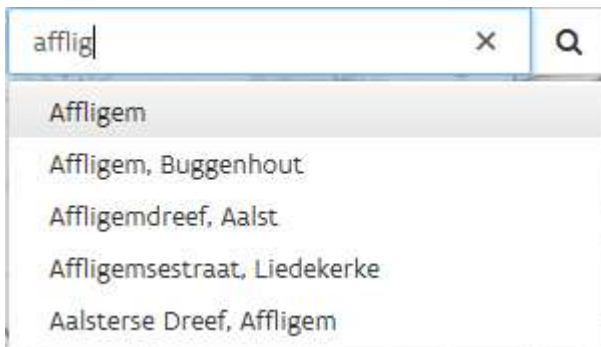 afflig
Affligem
Affligem, Buggenhout
Affligemdreef, Aalst
Affligemsestraat, Liedekerke
Aalsterse Dreef, Affligem